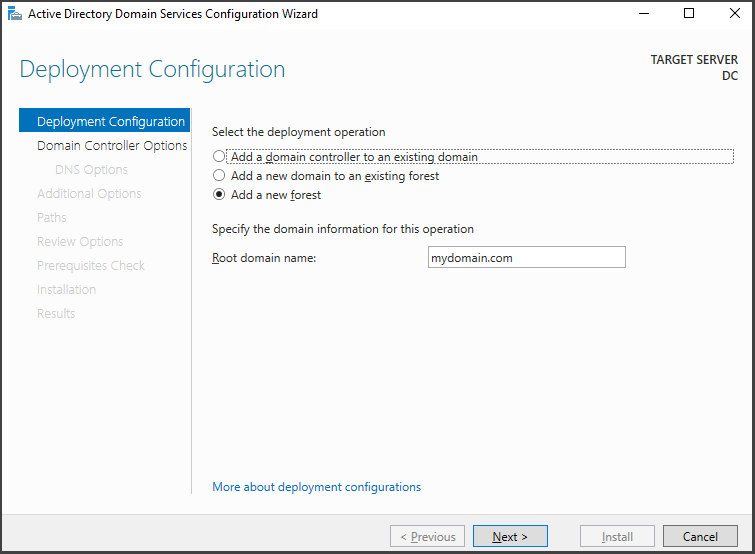 Active Directory Domain Services Configuration Wizard
Deployment Configuration
TARGET SERVER
DC
Deployment Configuration
Domain Controller Options
DNS Options
Additional Options
Paths
Review Options
Prerequisites Check
Installation
Results
Select the deployment operation
Add a domain controller to an existing domain
Add a new domain to an existing forest
Add a new forest
Specify the domain information for this operation
Root domain name: mydomain.com
More about deployment configurations
< Previous Next > Install Cancel